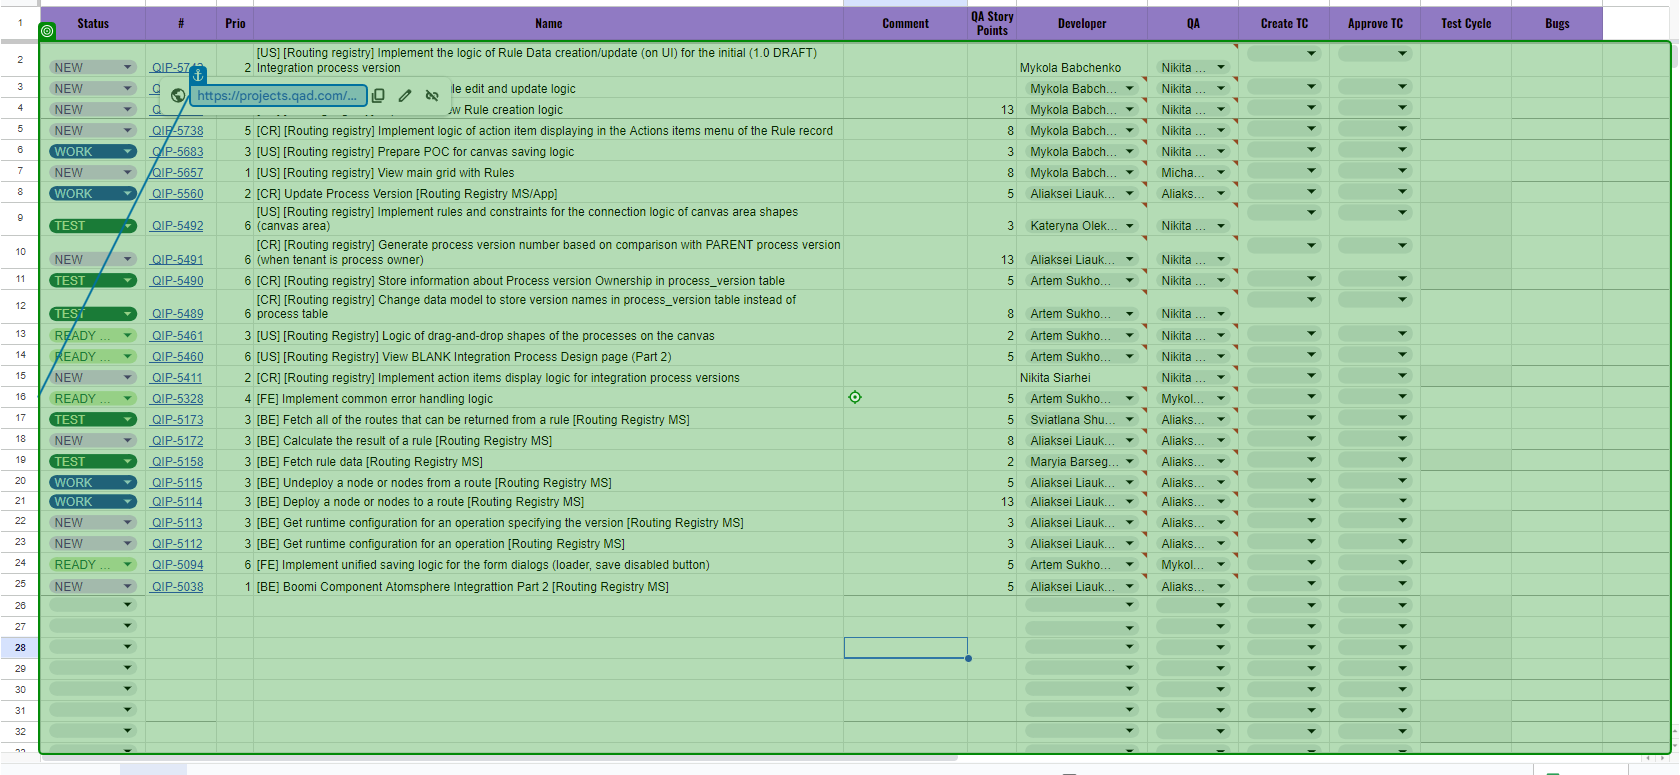 1 Status # Prio Name Comment QA Story Points Developer QA Create TC Approve TC Test Cycle Bugs
2 NEW QIP-5743 2 [US] [Routing registry] Implement the logic of Rule Data creation/update (on UI) for the initial (1.0 DRAFT) Integration process version Mykola Babchenko Nikita ...
https://projects.qad.com/...
3 NEW le edit and update logic Mykola Babch... Nikita ...
4 NEW w Rule creation logic 13 Mykola Babch... Nikita ...
5 NEW QIP-5738 5 [CR] [Routing registry] Implement logic of action item displaying in the Actions items menu of the Rule record 8 Mykola Babch... Nikita ...
6 WORK QIP-5683 3 [US] [Routing registry] Prepare POC for canvas saving logic 3 Mykola Babch... Nikita ...
7 NEW QIP-5657 1 [US] [Routing registry] View main grid with Rules 8 Mykola Babch... Micha...
8 WORK QIP-5560 2 [CR] Update Process Version [Routing Registry MS/App] 5 Aliaksei Liauk... Aliaks...
9 TEST QIP-5492 6 [US] [Routing registry] Implement rules and constraints for the connection logic of canvas area shapes (canvas area) 3 Kateryna Olek... Nikita ...
10 NEW QIP-5491 6 [CR] [Routing registry] Generate process version number based on comparison with PARENT process version (when tenant is process owner) 13 Aliaksei Liauk... Nikita ...
11 TEST QIP-5490 6 [CR] [Routing registry] Store information about Process version Ownership in process_version table 5 Artem Sukho... Nikita ...
12 TEST QIP-5489 6 [CR] [Routing registry] Change data model to store version names in process_version table instead of process table 8 Artem Sukho... Nikita ...
13 READY ... QIP-5461 3 [US] [Routing Registry] Logic of drag-and-drop shapes of the processes on the canvas 2 Artem Sukho... Nikita ...
14 READY ... QIP-5460 6 [US] [Routing Registry] View BLANK Integration Process Design page (Part 2) 5 Artem Sukho... Nikita ...
15 NEW QIP-5411 2 [CR] [Routing registry] Implement action items display logic for integration process versions Nikita Siarhei Nikita ...
16 READY ... QIP-5328 4 [FE] Implement common error handling logic 5 Artem Sukho... Mykol...
17 TEST QIP-5173 3 [BE] Fetch all of the routes that can be returned from a rule [Routing Registry MS] 5 Sviatlana Shu... Aliaks...
18 NEW QIP-5172 3 [BE] Calculate the result of a rule [Routing Registry MS] 8 Aliaksei Liauk... Aliaks...
19 TEST QIP-5158 3 [BE] Fetch rule data [Routing Registry MS] 2 Maryia Barseg... Aliaks...
20 WORK QIP-5115 3 [BE] Undeploy a node or nodes from a route [Routing Registry MS] 5 Aliaksei Liauk... Aliaks...
21 WORK QIP-5114 3 [BE] Deploy a node or nodes to a route [Routing Registry MS] 13 Aliaksei Liauk... Aliaks...
22 NEW QIP-5113 3 [BE] Get runtime configuration for an operation specifying the version [Routing Registry MS] 3 Aliaksei Liauk... Aliaks...
23 NEW QIP-5112 3 [BE] Get runtime configuration for an operation [Routing Registry MS] 3 Aliaksei Liauk... Aliaks...
24 READY ... QIP-5094 6 [FE] Implement unified saving logic for the form dialogs (loader, save disabled button) 5 Artem Sukho... Mykol...
25 NEW QIP-5038 1 [BE] Boomi Component Atomsphere Integrattion Part 2 [Routing Registry MS] 5 Aliaksei Liauk... Aliaks...
26
27
28
29
30
31
32